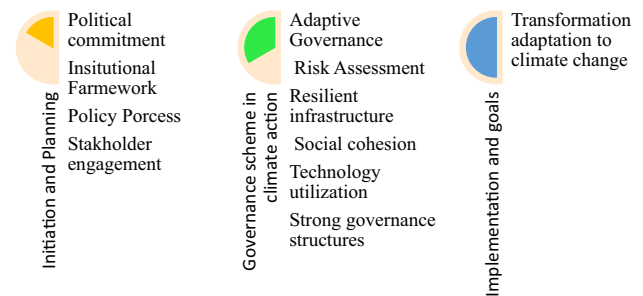 Initiation and Planning
Political
commitment
Insitutional
Farmework
Policy Porcess
Stakholder
engagement
Governance scheme in
climate action
Adaptive
Governance
Risk Assessment
Resilient
infrastructure
Social cohesion
Technology
utilization
Strong governance
structures
Implementation and goals
Transformation
adaptation to
climate change